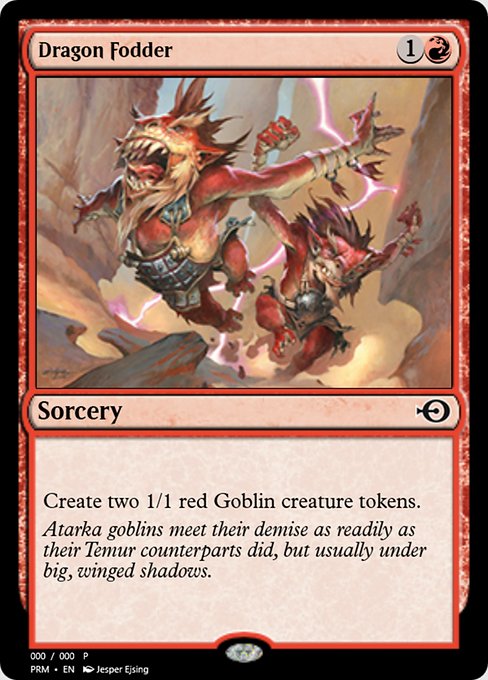 Dragon Fodder 1
Sorcery
Create two 1/1 red Goblin creature tokens.
Atarka goblins meet their demise as readily as
their Temur counterparts did, but usually under
big, winged shadows.
000 / 000 P
PRM • EN Jesper Ejsing